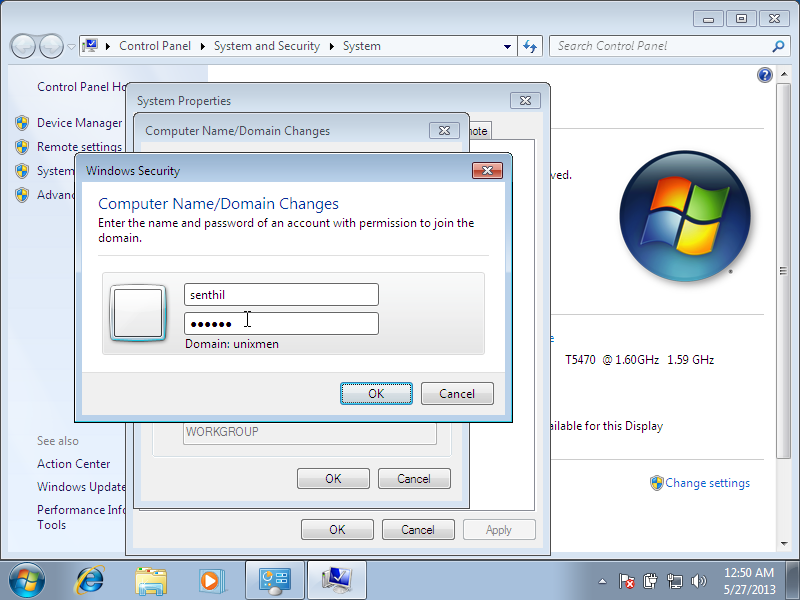 Control Panel
System and Security
System
Search Control Panel
Control Panel Ho
Device Manager
Remote settings
System
Advan
System Properties
Computer Name/Domain Changes
note
Windows Security
Computer Name/Domain Changes
Enter the name and password of an account with permission to join the
domain.
senthil
●●●●●●
Domain: unixmen
OK
Cancel
ved.
e
T5470 @ 1.60GHz 1.59 GHz
ailable for this Display
WORKGROUP
OK
Cancel
OK
Cancel
Apply
Change settings
See also
Action Center
Windows Update
Performance Info
Tools
12:50 AM
5/27/2013